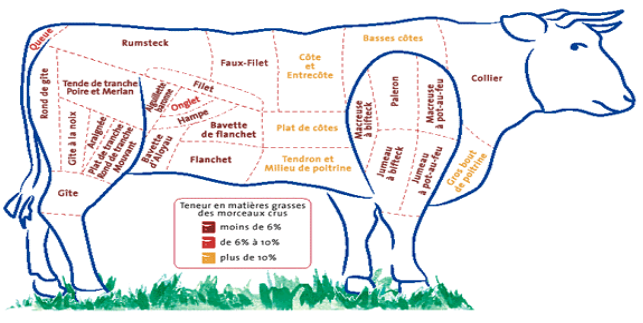 Queue
Rumsteck
Faux-Filet
Côte
et
Entrecôte
Basses côtes
Collier
Rond de gîte
Tende de tranche
Poire et Merlan
Aiguillette
baronne
Filet
Onglet
Hampe
Bavette
de flanchet
Plat de côtes
Macreuse
à bifteck
Paleron
Macreuse
à pot-au-feu
Gîte à la noix
Araignée
Plat de tranche
Rond de tranche
Mouvant
Bavette
d'Aloyau
Flanchet
Tendron et
Milieu de poitrine
Jumeau
à bifteck
Jumeau
à pot-au-feu
Gros bout
de poitrine
Gîte
Teneur en matières grasses
des morceaux crus
moins de 6%
de 6% à 10%
plus de 10%